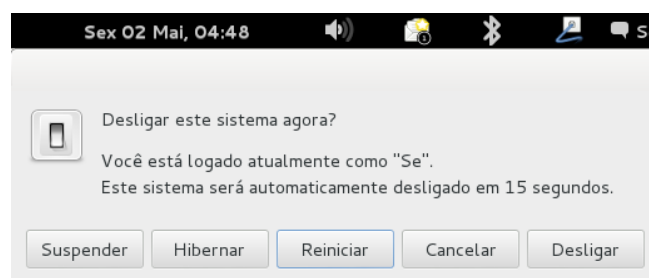 Sex 02 Mai, 04:48
1
S
Desligar este sistema agora?
Você está logado atualmente como "Se".
Este sistema será automaticamente desligado em 15 segundos.
Suspender Hibernar Reiniciar Cancelar Desligar